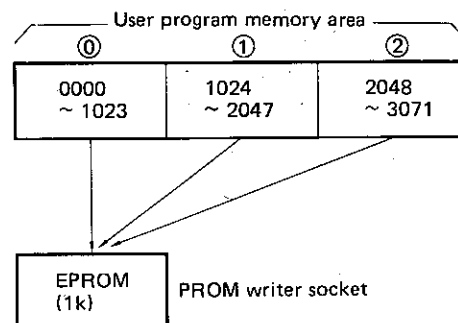 User program memory area
⓪ ① ②
0000 1024 2048
~ 1023 ~ 2047 ~ 3071
EPROM PROM writer socket
(1k)